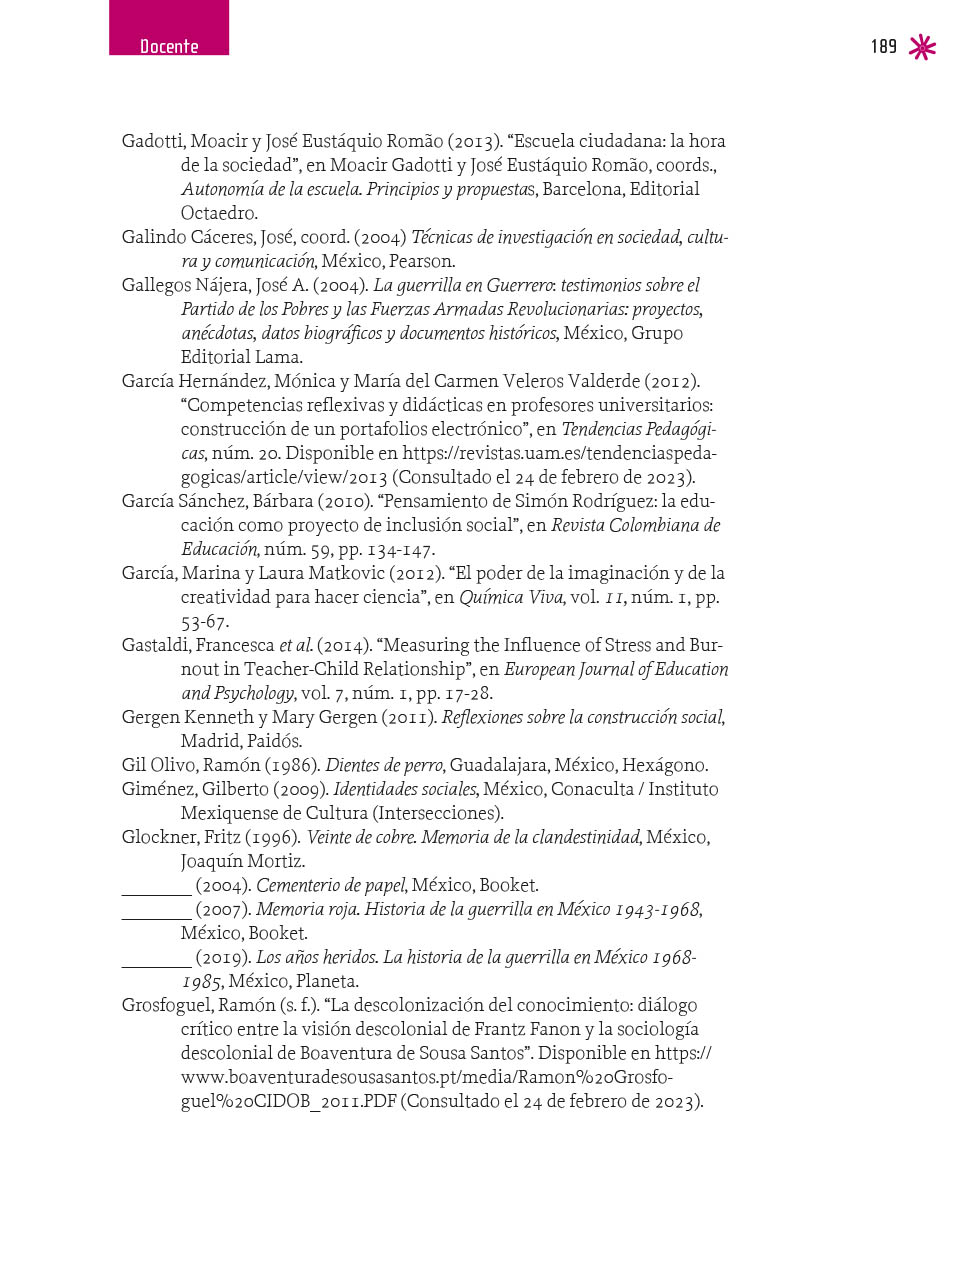 Docente
189
Gadotti, Moacir y José Eustáquio Romão (2013). “Escuela ciudadana: la hora
de la sociedad”, en Moacir Gadotti y José Eustáquio Romão, coords.,
Autonomía de la escuela. Principios y propuestas, Barcelona, Editorial
Octaedro.
Galindo Cáceres, José, coord. (2004) Técnicas de investigación en sociedad, cultu-
ra y comunicación, México, Pearson.
Gallegos Nájera, José A. (2004). La guerrilla en Guerrero: testimonios sobre el
Partido de los Pobres y las Fuerzas Armadas Revolucionarias: proyectos,
anécdotas, datos biográficos y documentos históricos, México, Grupo
Editorial Lama.
García Hernández, Mónica y María del Carmen Veleros Valderde (2012).
“Competencias reflexivas y didácticas en profesores universitarios:
construcción de un portafolios electrónico”, en Tendencias Pedagógi-
cas, núm. 20. Disponible en https://revistas.uam.es/tendenciaspeda-
gogicas/article/view/2013 (Consultado el 24 de febrero de 2023).
García Sánchez, Bárbara (2010). “Pensamiento de Simón Rodríguez: la edu-
cación como proyecto de inclusión social”, en Revista Colombiana de
Educación, núm. 59, pp. 134-147.
García, Marina y Laura Matkovic (2012). “El poder de la imaginación y de la
creatividad para hacer ciencia”, en Química Viva, vol. 11, núm. 1, pp.
53-67.
Gastaldi, Francesca et al. (2014). “Measuring the Influence of Stress and Bur-
nout in Teacher-Child Relationship”, en European Journal of Education
and Psychology, vol. 7, núm. 1, pp. 17-28.
Gergen Kenneth y Mary Gergen (2011). Reflexiones sobre la construcción social,
Madrid, Paidós.
Gil Olivo, Ramón (1986). Dientes de perro, Guadalajara, México, Hexágono.
Giménez, Gilberto (2009). Identidades sociales, México, Conaculta / Instituto
Mexiquense de Cultura (Intersecciones).
Glockner, Fritz (1996). Veinte de cobre. Memoria de la clandestinidad, México,
Joaquín Mortiz.
_______ (2004). Cementerio de papel, México, Booket.
_______ (2007). Memoria roja. Historia de la guerrilla en México 1943-1968,
México, Booket.
_______ (2019). Los años heridos. La historia de la guerrilla en México 1968-
1985, México, Planeta.
Grosfoguel, Ramón (s. f.). “La descolonización del conocimiento: diálogo
crítico entre la visión descolonial de Frantz Fanon y la sociología
descolonial de Boaventura de Sousa Santos”. Disponible en https://
www.boaventuradesousasantos.pt/media/Ramon%20Grosfo-
guel%20CIDOB_2011.PDF (Consultado el 24 de febrero de 2023).